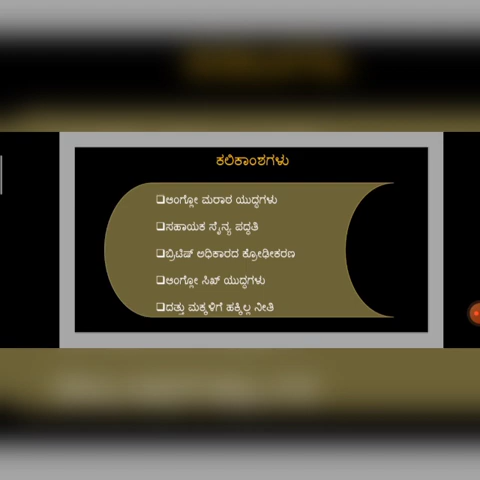 ಕಲಿಕಾಂಶಗಳು
❑ಆಂಗ್ಲೋ ಮರಾಠ ಯುದ್ಧಗಳು
❑ಸಹಾಯಕ ಸೈನ್ಯ ಪದ್ಧತಿ
❑ಬ್ರಿಟಿಷ್ ಅಧಿಕಾರದ ಕ್ರೋಢೀಕರಣ
❑ಆಂಗ್ಲೋ ಸಿಖ್ ಯುದ್ಧಗಳು
❑ದತ್ತು ಮಕ್ಕಳಿಗೆ ಹಕ್ಕಿಲ್ಲ ನೀತಿ